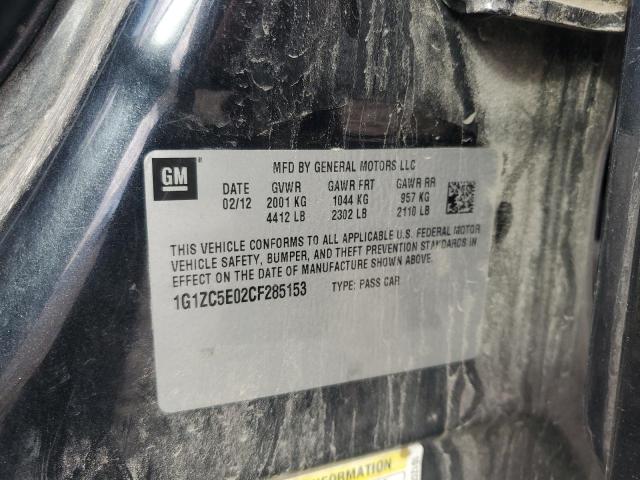 GM
MFD BY GENERAL MOTORS LLC
DATE GVWR GAWR FRT GAWR RR
02/12 2001 KG 1044 KG 957 KG
4412 LB 2302 LB 2110 LB
THIS VEHICLE CONFORMS TO ALL APPLICABLE U.S. FEDERAL MOTOR
VEHICLE SAFETY, BUMPER, AND THEFT PREVENTION STANDARDS IN
EFFECT ON THE DATE OF MANUFACTURE SHOWN ABOVE.
1G1ZC5E02CF285153 TYPE: PASS CAR
INFORMATION